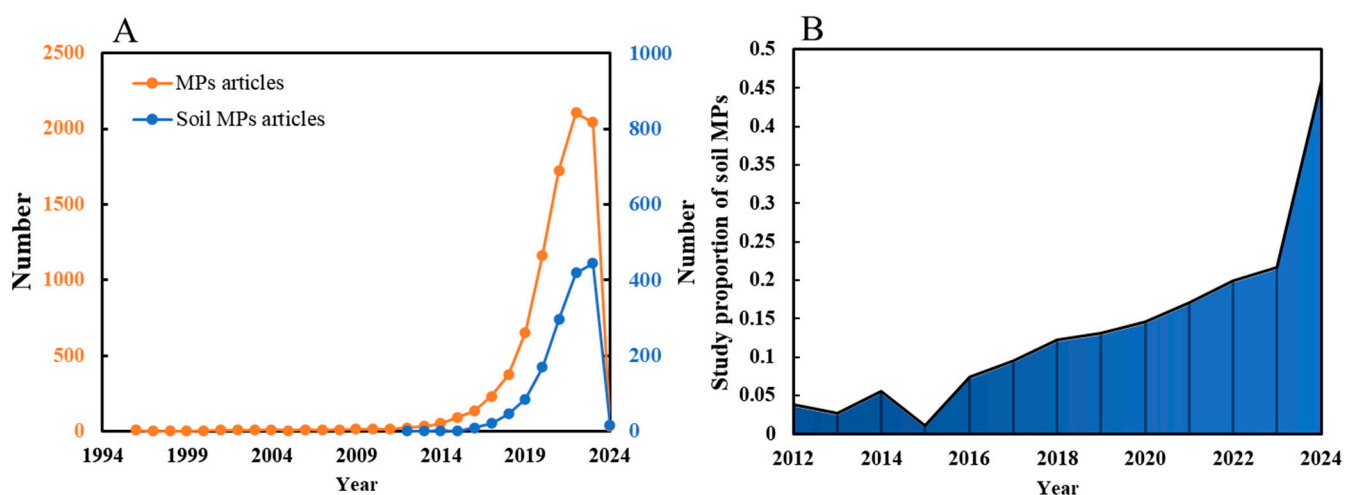 A
2500
2000
1500
1000
500
0
Number
MPs articles
Soil MPs articles
1000
800
600
400
200
0
Number
1994 1999 2004 2009 2014 2019 2024
Year
B
0.5
0.45
0.4
0.35
0.3
0.25
0.2
0.15
0.1
0.05
0
Study proportion of soil MPs
2012 2014 2016 2018 2020 2022 2024
Year